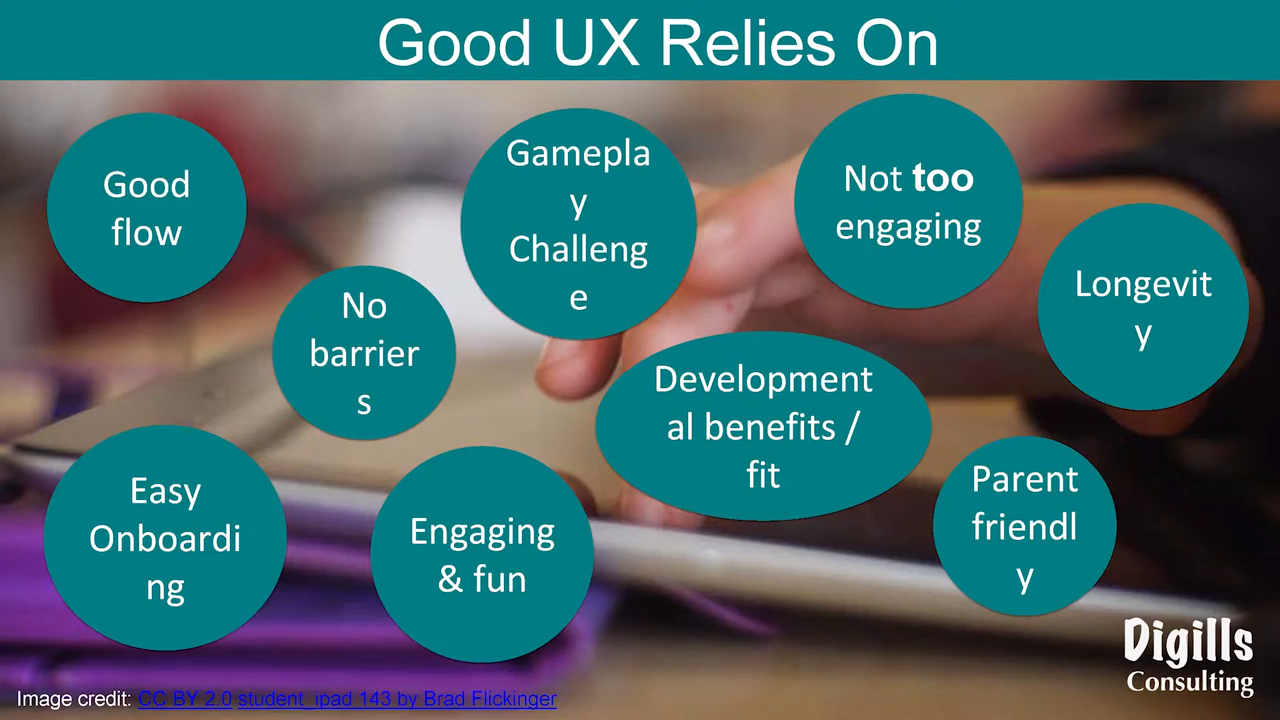 Good UX Relies On
Good
flow
Gamepla
y
Challeng
e
Not too
engaging
Longevit
y
No
barrier
s
Development
al benefits /
fit
Easy
Onboardi
ng
Engaging
& fun
Parent
friendl
y
Digills
Consulting
Image credit: CC BY 2.0 student_ipad 143 by Brad Flickinger